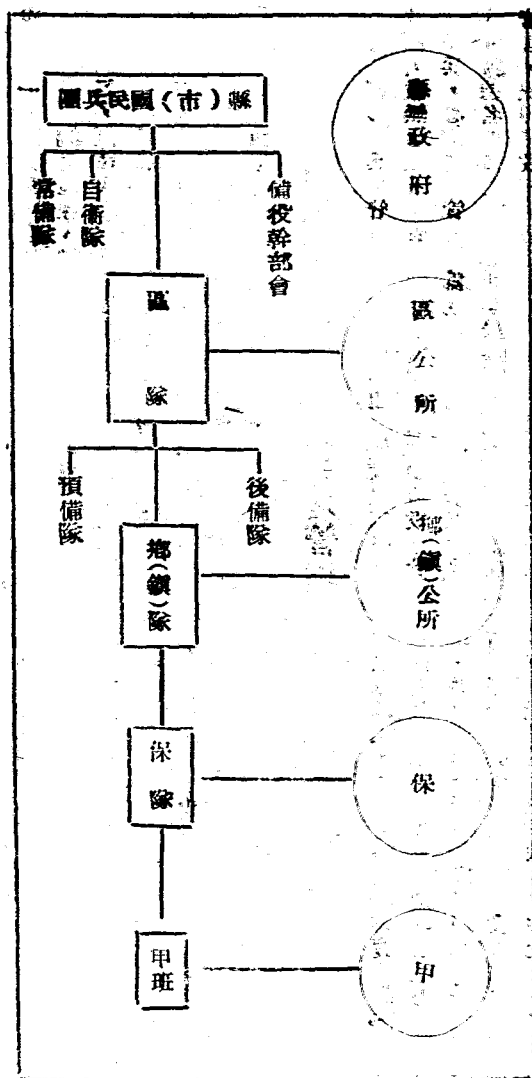 縣(市)國民兵團
政府
備役幹部會
自衛隊
常備隊
區公所
區隊
後備隊
預備隊
鄉(鎮)公所
鄉(鎮)隊
保
保隊
甲
甲班